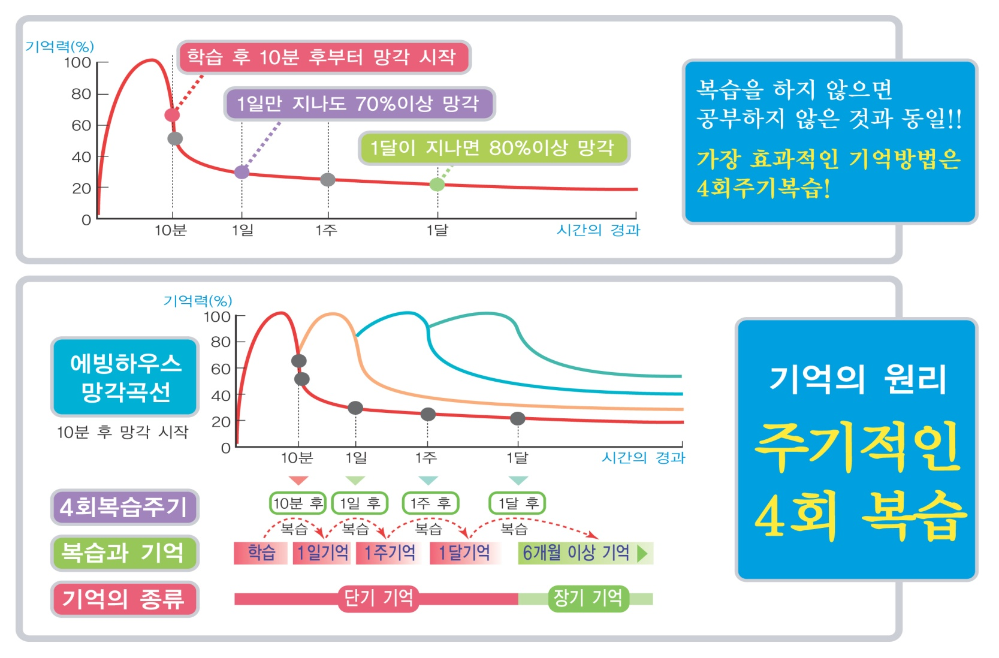 기억력(%)
100
80
60
40
20
0
학습 후 10분 후부터 망각 시작
1일만 지나도 70%이상 망각
1달이 지나면 80%이상 망각
10분 1일 1주 1달 시간의 경과
복습을 하지 않으면
공부하지 않은 것과 동일!!
가장 효과적인 기억방법은
4회주기복습!
기억력(%)
100
80
60
40
20
0
에빙하우스
망각곡선
10분 후 망각 시작
10분 1일 1주 1달 시간의 경과
4회복습주기
10분 후 1일 후 1주 후 1달 후
복습 복습 복습 복습
복습과 기억
학습 1일기억 1주기억 1달기억 6개월 이상 기억
기억의 종류
단기 기억 장기 기억
기억의 원리
주기적인
4회 복습